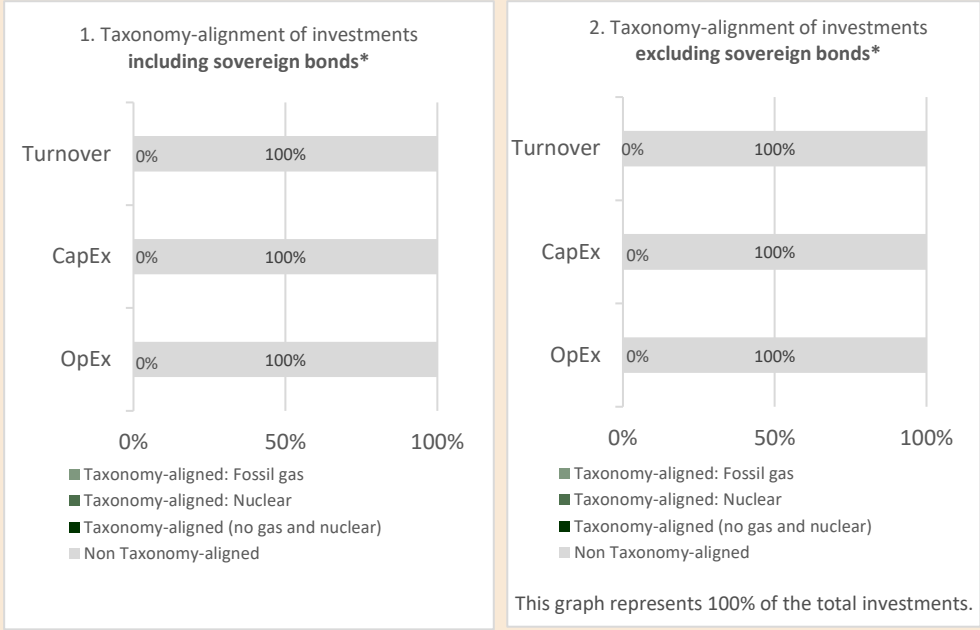 1. Taxonomy-alignment of investments
including sovereign bonds*
Turnover
0%
100%
CapEx
0%
100%
OpEx
0%
100%
0%
50%
100%
Taxonomy-aligned: Fossil gas
Taxonomy-aligned: Nuclear
Taxonomy-aligned (no gas and nuclear)
Non Taxonomy-aligned
2. Taxonomy-alignment of investments
excluding sovereign bonds*
Turnover
0%
100%
CapEx
0%
100%
OpEx
0%
100%
0%
50%
100%
Taxonomy-aligned: Fossil gas
Taxonomy-aligned: Nuclear
Taxonomy-aligned (no gas and nuclear)
Non Taxonomy-aligned
This graph represents 100% of the total investments.